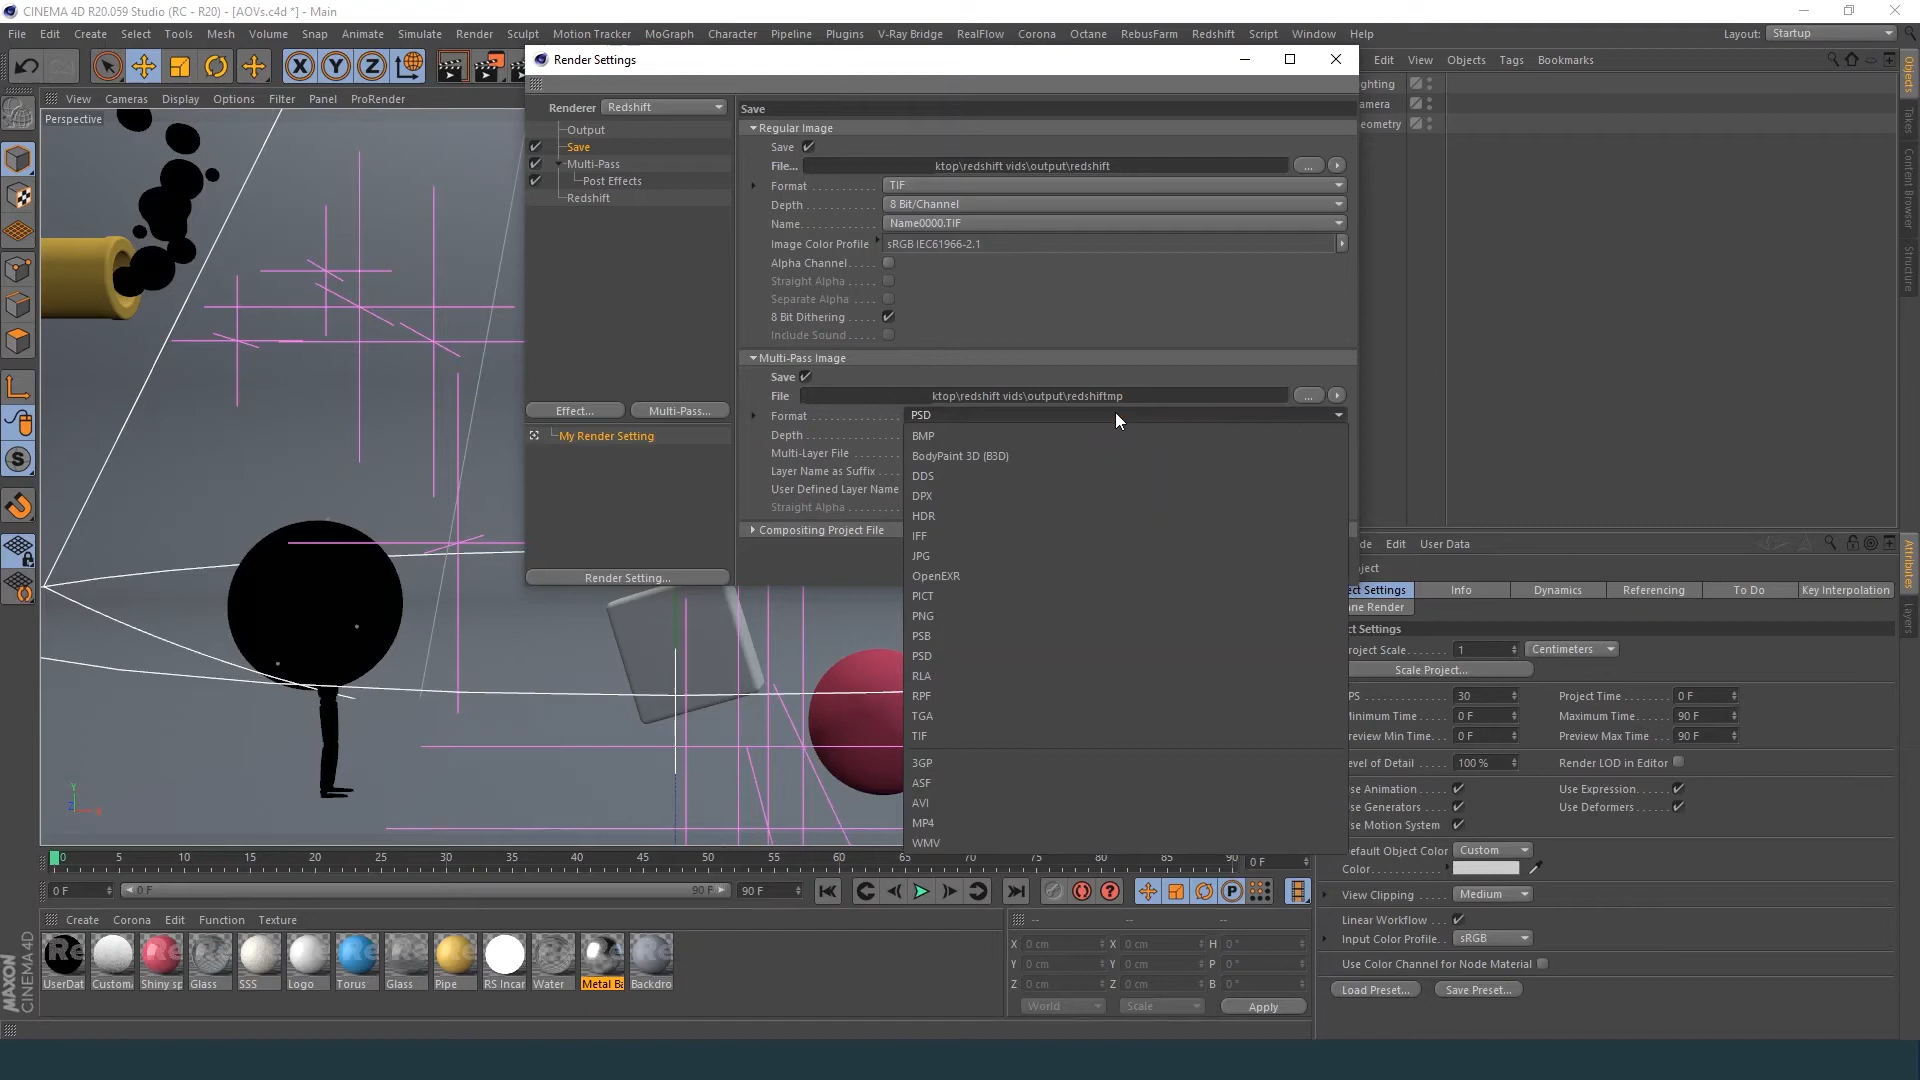 CINEMA 4D R20.059 Studio (RC - R20) - [AOVs.c4d *] - Main
File Edit Create Select Tools Mesh Volume Snap Animate Simulate Render Sculpt Motion Tracker MoGraph Character Pipeline Plugins V-Ray Bridge RealFlow Corona Octane RebusFarm Redshift Script Window Help Layout: Startup
Render Settings
Edit View Objects Tags Bookmarks
View Cameras Display Options Filter Panel ProRender
Perspective
Renderer Redshift
Output
Save
Multi-Pass
Post Effects
Redshift
Effect... Multi-Pass...
My Render Setting
Render Setting...
Save
Regular Image
Save
File... ktop\redshift vids\output\redshift ...
Format TIF
Depth 8 Bit/Channel
Name Name0000.TIF
Image Color Profile sRGB IEC61966-2.1
Alpha Channel
Straight Alpha
Separate Alpha
8 Bit Dithering
Include Sound
Multi-Pass Image
Save
File ktop\redshift vids\output\redshiftmp ...
Format PSD
Depth
Multi-Layer File
Layer Name as Suffix
User Defined Layer Name
Straight Alpha
Compositing Project File
BMP
BodyPaint 3D (B3D)
DDS
DPX
HDR
IFF
JPG
OpenEXR
PICT
PNG
PSB
PSD
RLA
RPF
TGA
TIF
3GP
ASF
AVI
MP4
WMV
ghting
amera
eometry
Objects
Takes
Content Browser
Structure
Attributes
Layers
de Edit User Data
ject
ect Settings Info Dynamics Referencing To Do Key Interpolation
ane Render
ct Settings
roject Scale 1 Centimeters
Scale Project...
PS 30 Project Time 0 F
inimum Time 0 F Maximum Time 90 F
review Min Time 0 F Preview Max Time 90 F
evel of Detail 100 % Render LOD in Editor
se Animation Use Expression
se Generators Use Deformers
se Motion System
efault Object Color Custom
Color
View Clipping Medium
Linear Workflow
Input Color Profile sRGB
Use Color Channel for Node Material
Load Preset... Save Preset...
0 5 10 15 20 25 30 35 40 45 50 55 60 65 70 75 80 85 90 0 F
0 F 0 F 90 F 90 F
Create Corona Edit Function Texture
UserDat Custom Shiny sp Glass SSS Logo Torus Glass Pipe RS Incar Water Metal Ba Backdro
-- -- --
X 0 cm X 0 cm H 0 °
Y 0 cm Y 0 cm P 0 °
Z 0 cm Z 0 cm B 0 °
World Scale Apply
MAXON
CINEMA 4D